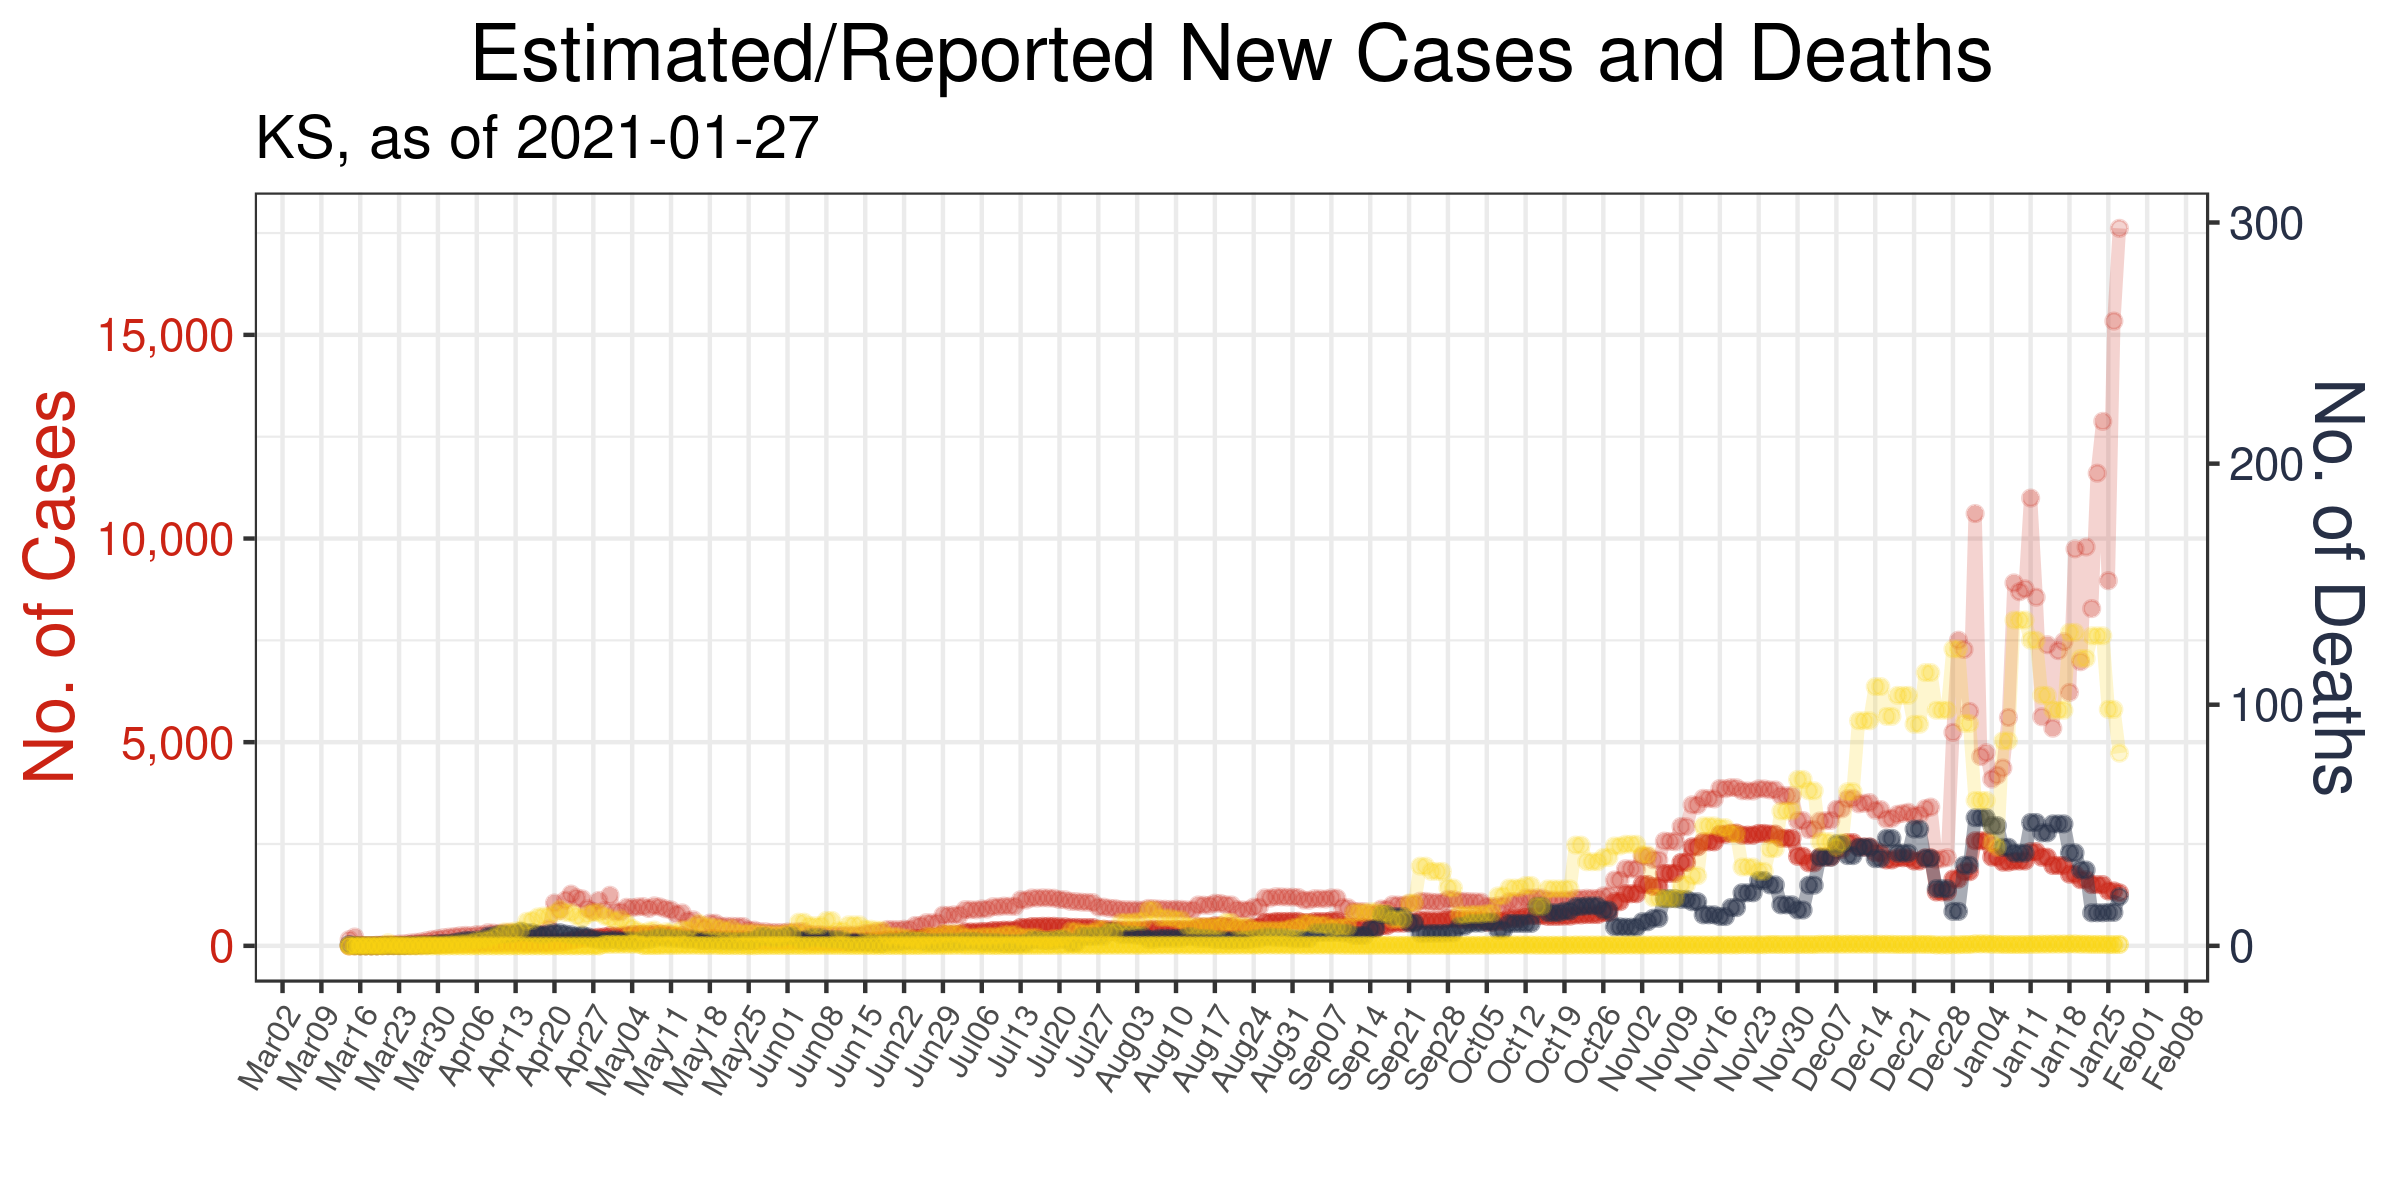 Estimated/Reported New Cases and Deaths
KS, as of 2021-01-27
No. of Cases
15,000
10,000
5,000
0
300
200
100
0
No. of Deaths
Mar02
Mar09
Mar16
Mar23
Mar30
Apr06
Apr13
Apr20
Apr27
May04
May11
May18
May25
Jun01
Jun08
Jun15
Jun22
Jun29
Jul06
Jul13
Jul20
Jul27
Aug03
Aug10
Aug17
Aug24
Aug31
Sep07
Sep14
Sep21
Sep28
Oct05
Oct12
Oct19
Oct26
Nov02
Nov09
Nov16
Nov23
Nov30
Dec07
Dec14
Dec21
Dec28
Jan04
Jan11
Jan18
Jan25
Feb01
Feb08